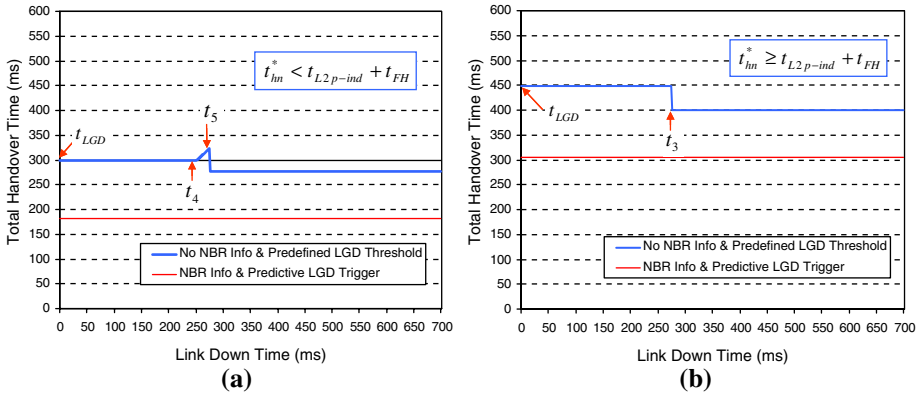 600
550
500
450
400
350
300
250
200
150
100
50
0
Total Handover Time (ms)
t*hn < tL2p-ind + tFH
tLGD
t5
t4
No NBR Info & Predefined LGD Threshold
NBR Info & Predictive LGD Trigger
0 50 100 150 200 250 300 350 400 450 500 550 600 650 700
Link Down Time (ms)
(a)
600
550
500
450
400
350
300
250
200
150
100
50
0
Total Handover Time (ms)
t*hn ≥ tL2p-ind + tFH
tLGD
t3
No NBR Info & Predefined LGD Threshold
NBR Info & Predictive LGD Trigger
0 50 100 150 200 250 300 350 400 450 500 550 600 650 700
Link Down Time (ms)
(b)